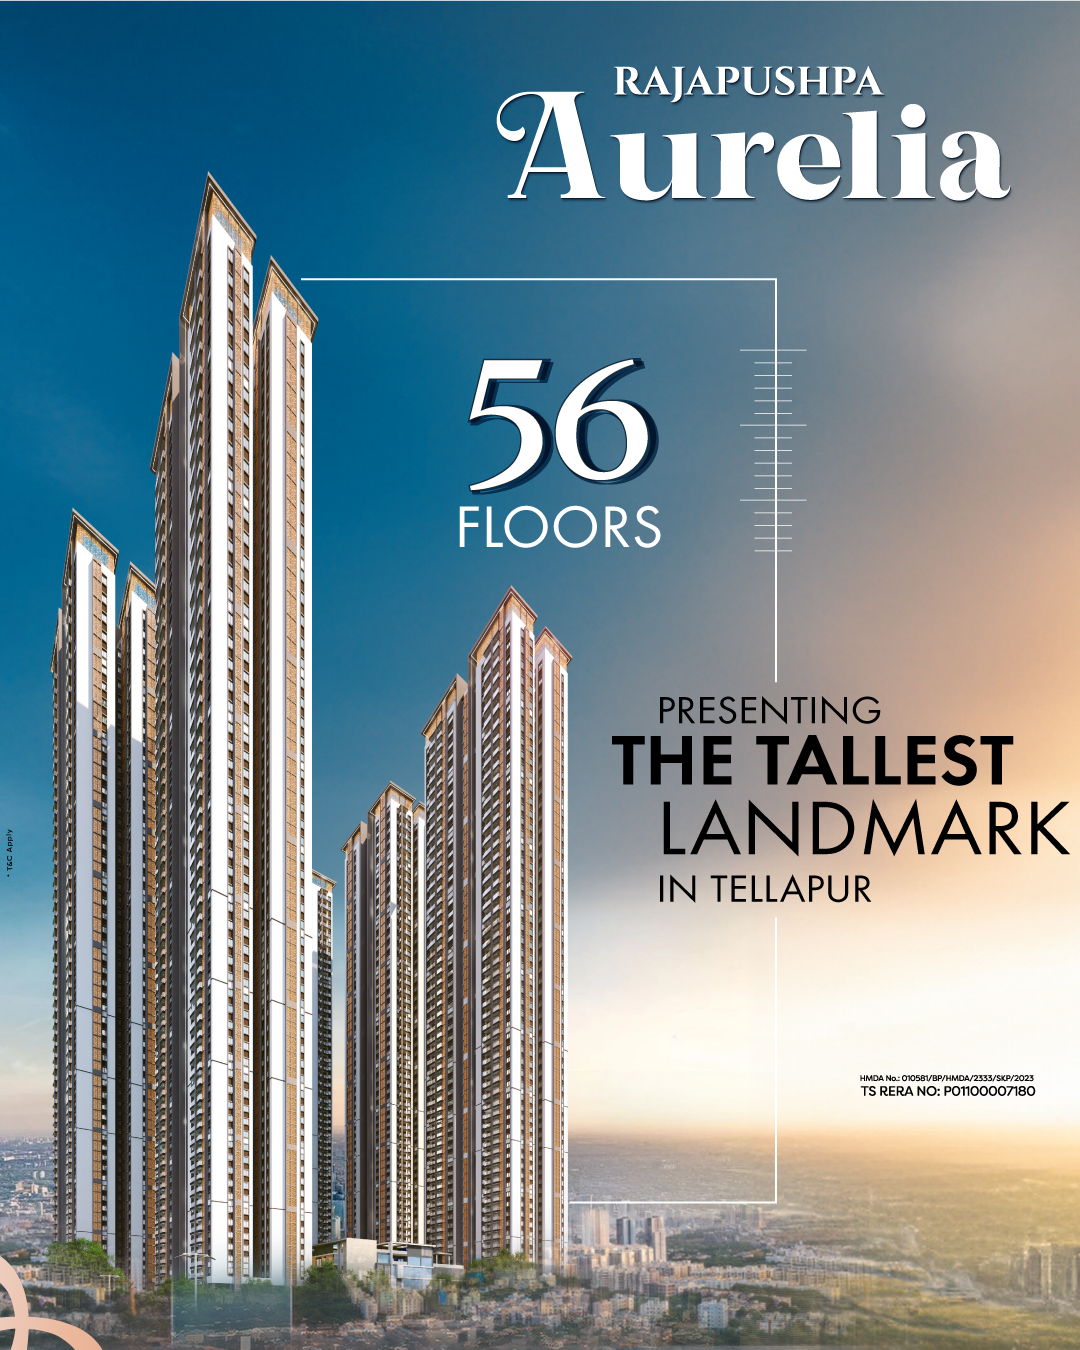 RAJAPUSHPA
Aurelia
56
FLOORS
PRESENTING
THE TALLEST
LANDMARK
IN TELLAPUR
* T&C Apply
HMDA No.: 010581/BP/HMDA/2333/SKP/2023
TS RERA NO: P01100007180